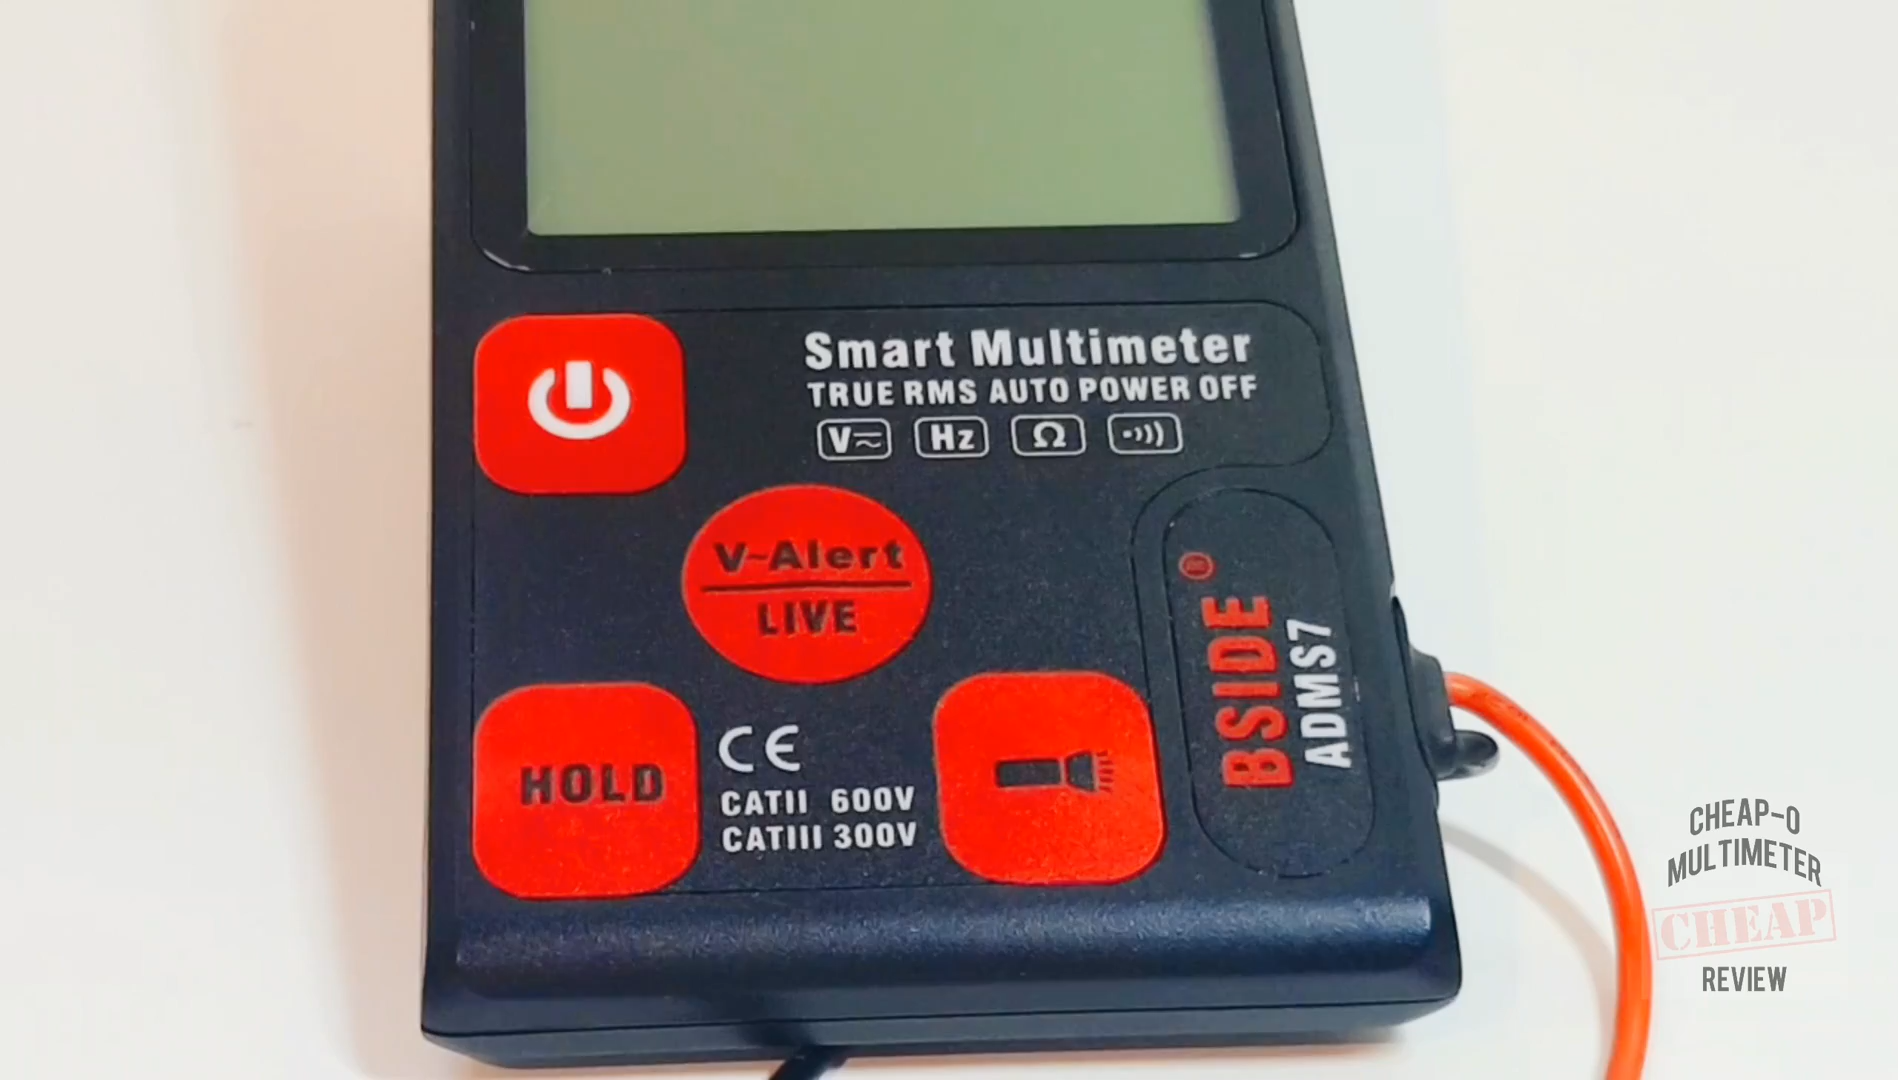 Smart Multimeter
TRUE RMS AUTO POWER OFF
V Hz Ω
V-Alert
LIVE
BSIDE ®
ADMS7
HOLD
CE
CATII 600V
CATIII 300V
CHEAP-O
MULTIMETER
CHEAP
REVIEW